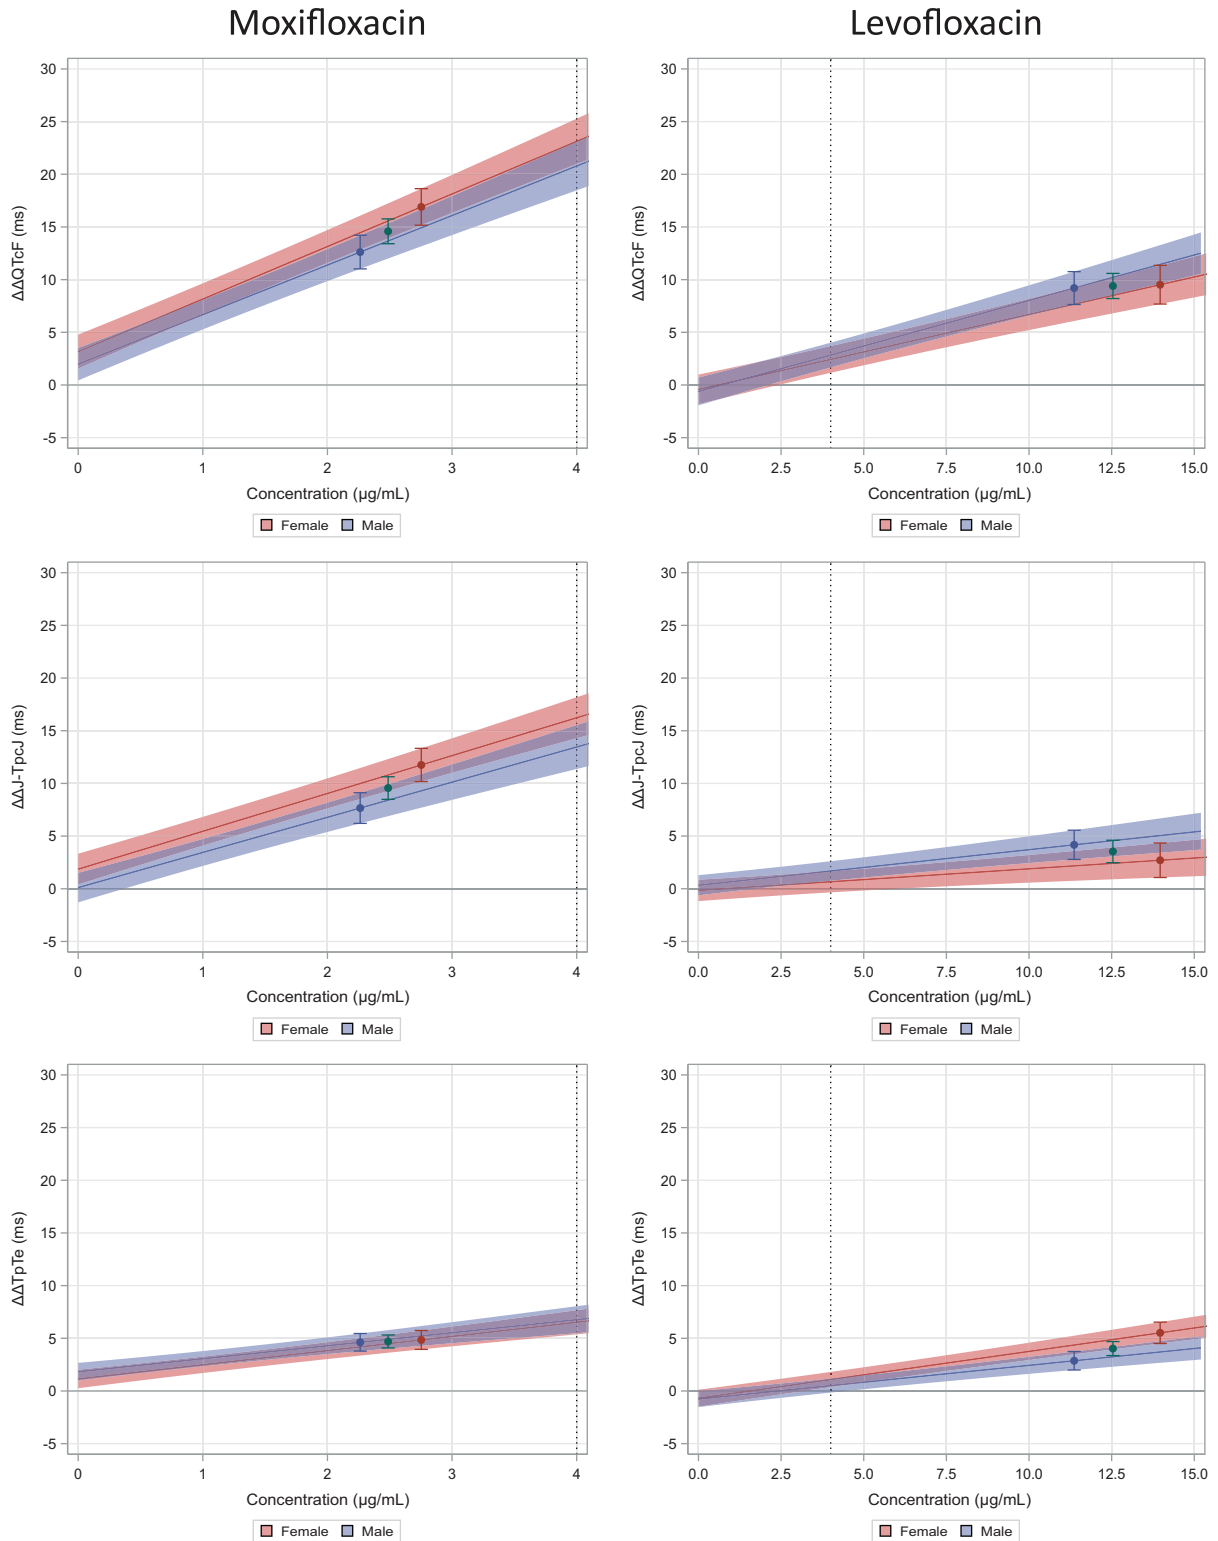 Moxifloxacin
Levofloxacin
30
25
20
15
10
5
0
-5
ΔΔQTcF (ms)
0 1 2 3 4
Concentration (µg/mL)
Female Male
30
25
20
15
10
5
0
-5
ΔΔQTcF (ms)
0.0 2.5 5.0 7.5 10.0 12.5 15.0
Concentration (µg/mL)
Female Male
30
25
20
15
10
5
0
-5
ΔΔJ-TpcJ (ms)
0 1 2 3 4
Concentration (µg/mL)
Female Male
30
25
20
15
10
5
0
-5
ΔΔJ-TpcJ (ms)
0.0 2.5 5.0 7.5 10.0 12.5 15.0
Concentration (µg/mL)
Female Male
30
25
20
15
10
5
0
-5
ΔΔTpTe (ms)
0 1 2 3 4
Concentration (µg/mL)
Female Male
30
25
20
15
10
5
0
-5
ΔΔTpTe (ms)
0.0 2.5 5.0 7.5 10.0 12.5 15.0
Concentration (µg/mL)
Female Male